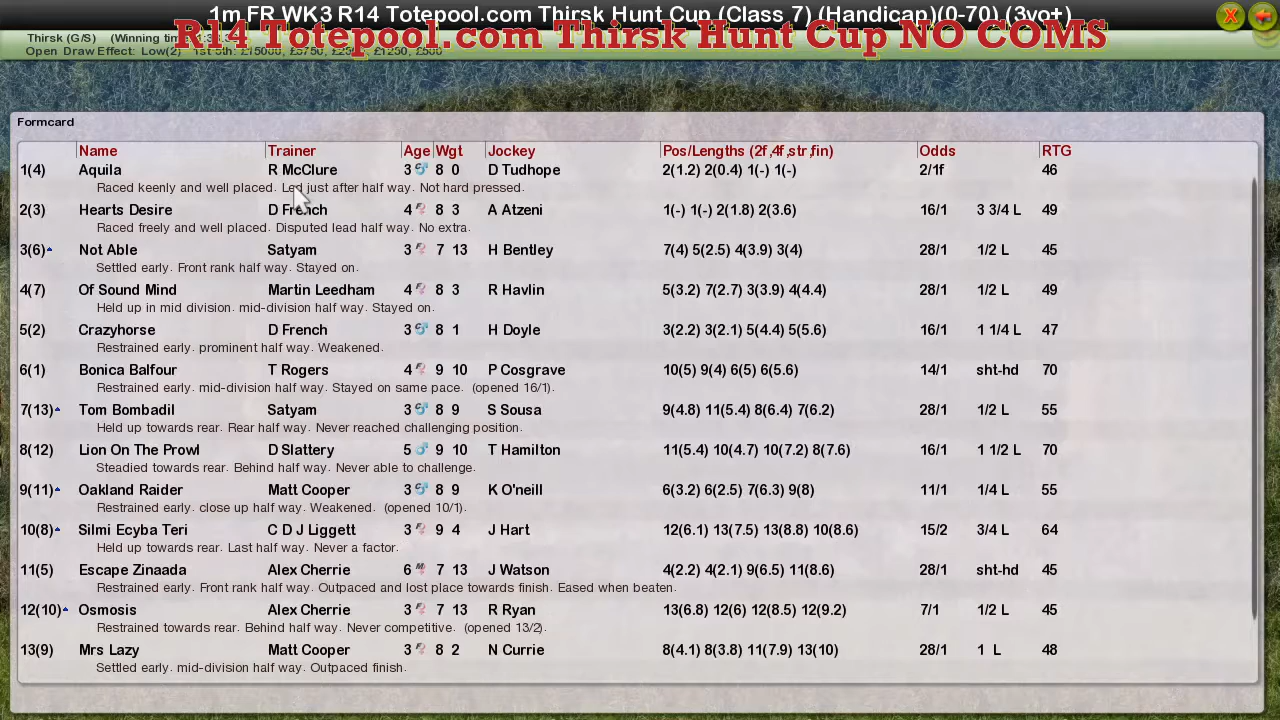 1m FR WK3 R14 Totepool.com Thirsk Hunt Cup (Class 7) (Handicap)(0-70) (3yo+)
R14 Totepool.com Thirsk Hunt Cup NO COMS
Thirsk (G/S) (Winning
Open Draw Effect: Low(2)
Formcard
Name Trainer Age Wgt Jockey Pos/Lengths (2f,4f,str,fin) Odds RTG
1(4) Aquila R McClure 3 8 0 D Tudhope 2(1.2) 2(0.4) 1(-) 1(-) 2/1f 46
Raced keenly and well placed. Led just after half way. Not hard pressed.
2(3) Hearts Desire D French 4 8 3 A Atzeni 1(-) 1(-) 2(1.8) 2(3.6) 16/1 3 3/4 L 49
Raced freely and well placed. Disputed lead half way. No extra.
3(6) Not Able Satyam 3 7 13 H Bentley 7(4) 5(2.5) 4(3.9) 3(4) 28/1 1/2 L 45
Settled early. Front rank half way. Stayed on.
4(7) Of Sound Mind Martin Leedham 4 8 3 R Havlin 5(3.2) 7(2.7) 3(3.9) 4(4.4) 28/1 1/2 L 49
Held up in mid division. mid-division half way. Stayed on.
5(2) Crazyhorse D French 3 8 1 H Doyle 3(2.2) 3(2.1) 5(4.4) 5(5.6) 16/1 1 1/4 L 47
Restrained early. prominent half way. Weakened.
6(1) Bonica Balfour T Rogers 4 9 10 P Cosgrave 10(5) 9(4) 6(5) 6(5.6) 14/1 sht-hd 70
Restrained early. mid-division half way. Stayed on same pace. (opened 16/1).
7(13) Tom Bombadil Satyam 3 8 9 S Sousa 9(4.8) 11(5.4) 8(6.4) 7(6.2) 28/1 1/2 L 55
Held up towards rear. Rear half way. Never reached challenging position.
8(12) Lion On The Prowl D Slattery 5 9 10 T Hamilton 11(5.4) 10(4.7) 10(7.2) 8(7.6) 16/1 1 1/2 L 70
Steadied towards rear. Behind half way. Never able to challenge.
9(11) Oakland Raider Matt Cooper 3 8 9 K O'neill 6(3.2) 6(2.5) 7(6.3) 9(8) 11/1 1/4 L 55
Restrained early. close up half way. Weakened. (opened 10/1).
10(8) Silmi Ecyba Teri C D J Liggett 3 9 4 J Hart 12(6.1) 13(7.5) 13(8.8) 10(8.6) 15/2 3/4 L 64
Held up towards rear. Last half way. Never a factor.
11(5) Escape Zinaada Alex Cherrie 6 7 13 J Watson 4(2.2) 4(2.1) 9(6.5) 11(8.6) 28/1 sht-hd 45
Restrained early. Front rank half way. Outpaced and lost place towards finish. Eased when beaten.
12(10) Osmosis Alex Cherrie 3 7 13 R Ryan 13(6.8) 12(6) 12(8.5) 12(9.2) 7/1 1/2 L 45
Restrained towards rear. Behind half way. Never competitive. (opened 13/2).
13(9) Mrs Lazy Matt Cooper 3 8 2 N Currie 8(4.1) 8(3.8) 11(7.9) 13(10) 28/1 1 L 48
Settled early. mid-division half way. Outpaced finish.